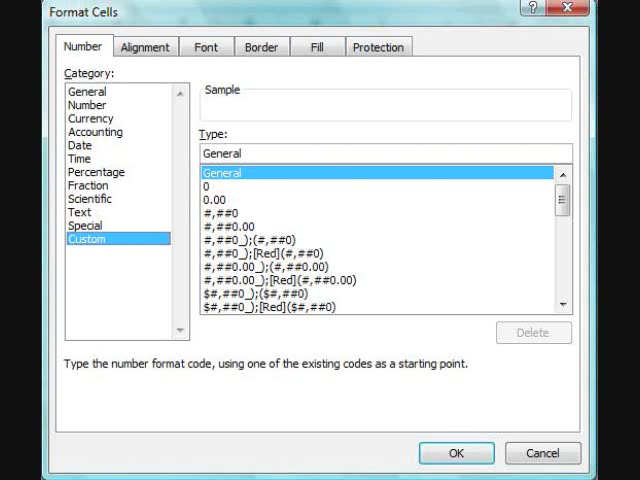 Format Cells
?
Number Alignment Font Border Fill Protection
Category:
General
Number
Currency
Accounting
Date
Time
Percentage
Fraction
Scientific
Text
Special
Custom
Sample
Type:
General
General
0
0.00
#,##0
#,##0.00
#,##0_);(#,##0)
#,##0_);[Red](#,##0)
#,##0.00_);(#,##0.00)
#,##0.00_);[Red](#,##0.00)
$#,##0_);($#,##0)
$#,##0_);[Red]($#,##0)
Delete
Type the number format code, using one of the existing codes as a starting point.
OK Cancel